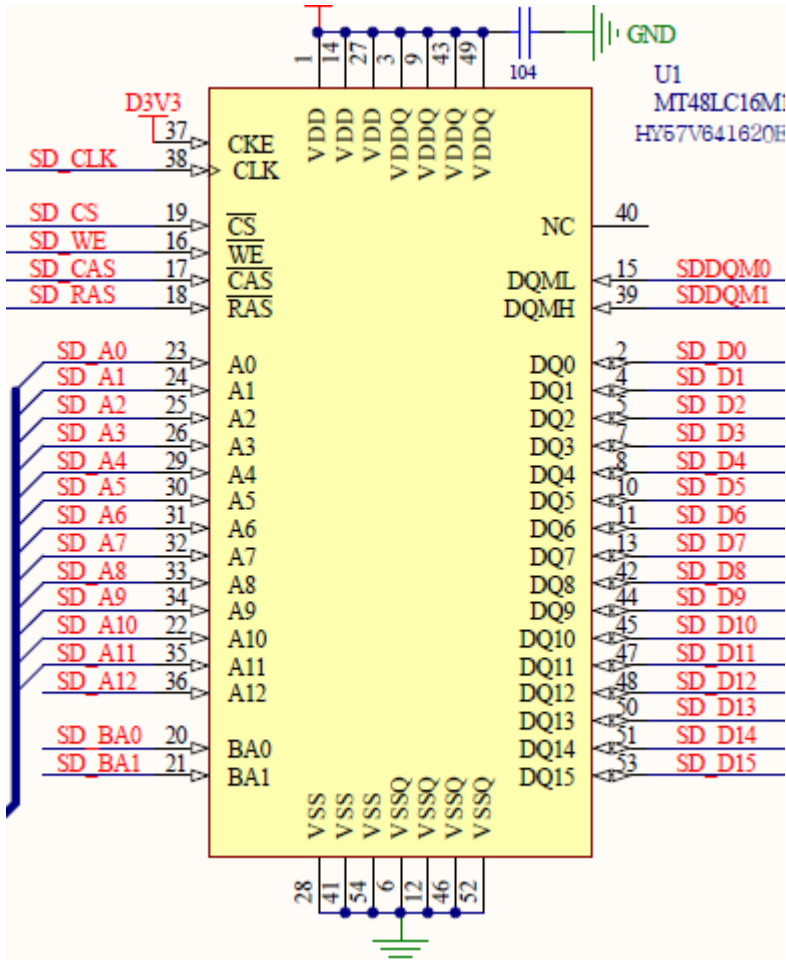 GND
104
U1
MT48LC16M1
HY57V641620E
1 14 27 3 9 43 49
VDD VDD VDD VDDQ VDDQ VDDQ VDDQ
D3V3
37 CKE
SD_CLK 38 CLK
SD_CS 19 CS NC 40
SD_WE 16 WE
SD_CAS 17 CAS DQML 15 SDDQM0
SD_RAS 18 RAS DQMH 39 SDDQM1
SD_A0 23 A0 DQ0 2 SD_D0
SD_A1 24 A1 DQ1 4 SD_D1
SD_A2 25 A2 DQ2 5 SD_D2
SD_A3 26 A3 DQ3 7 SD_D3
SD_A4 29 A4 DQ4 8 SD_D4
SD_A5 30 A5 DQ5 10 SD_D5
SD_A6 31 A6 DQ6 11 SD_D6
SD_A7 32 A7 DQ7 13 SD_D7
SD_A8 33 A8 DQ8 42 SD_D8
SD_A9 34 A9 DQ9 44 SD_D9
SD_A10 22 A10 DQ10 45 SD_D10
SD_A11 35 A11 DQ11 47 SD_D11
SD_A12 36 A12 DQ12 48 SD_D12
DQ13 50 SD_D13
SD_BA0 20 BA0 DQ14 51 SD_D14
SD_BA1 21 BA1 DQ15 53 SD_D15
VSS VSS VSS VSSQ VSSQ VSSQ VSSQ
28 41 54 6 12 46 52